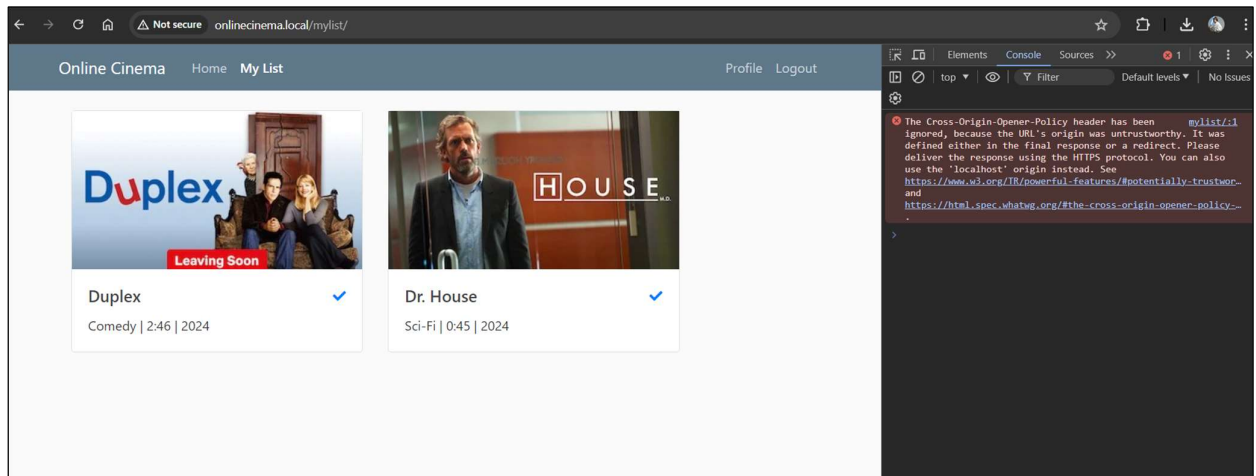 Not secure onlinecinema.local/mylist/
Online Cinema Home My List Profile Logout
Duplex
Leaving Soon
HOUSE M.D.
Duplex
Comedy | 2:46 | 2024
Dr. House
Sci-Fi | 0:45 | 2024
Elements Console Sources 1
top Filter Default levels No Issues
The Cross-Origin-Opener-Policy header has been mylist/:1
ignored, because the URL's origin was untrustworthy. It was
defined either in the final response or a redirect. Please
deliver the response using the HTTPS protocol. You can also
use the 'localhost' origin instead. See
https://www.w3.org/TR/powerful-features/#potentially-trustwor…
and
https://html.spec.whatwg.org/#the-cross-origin-opener-policy-…
.